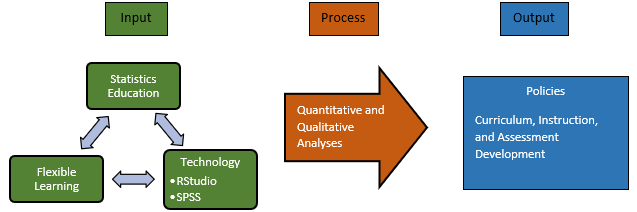 Input
Process
Output
Statistics
Education
Flexible
Learning
Technology
•RStudio
•SPSS
Quantitative and
Qualitative
Analyses
Policies
Curriculum, Instruction,
and Assessment
Development